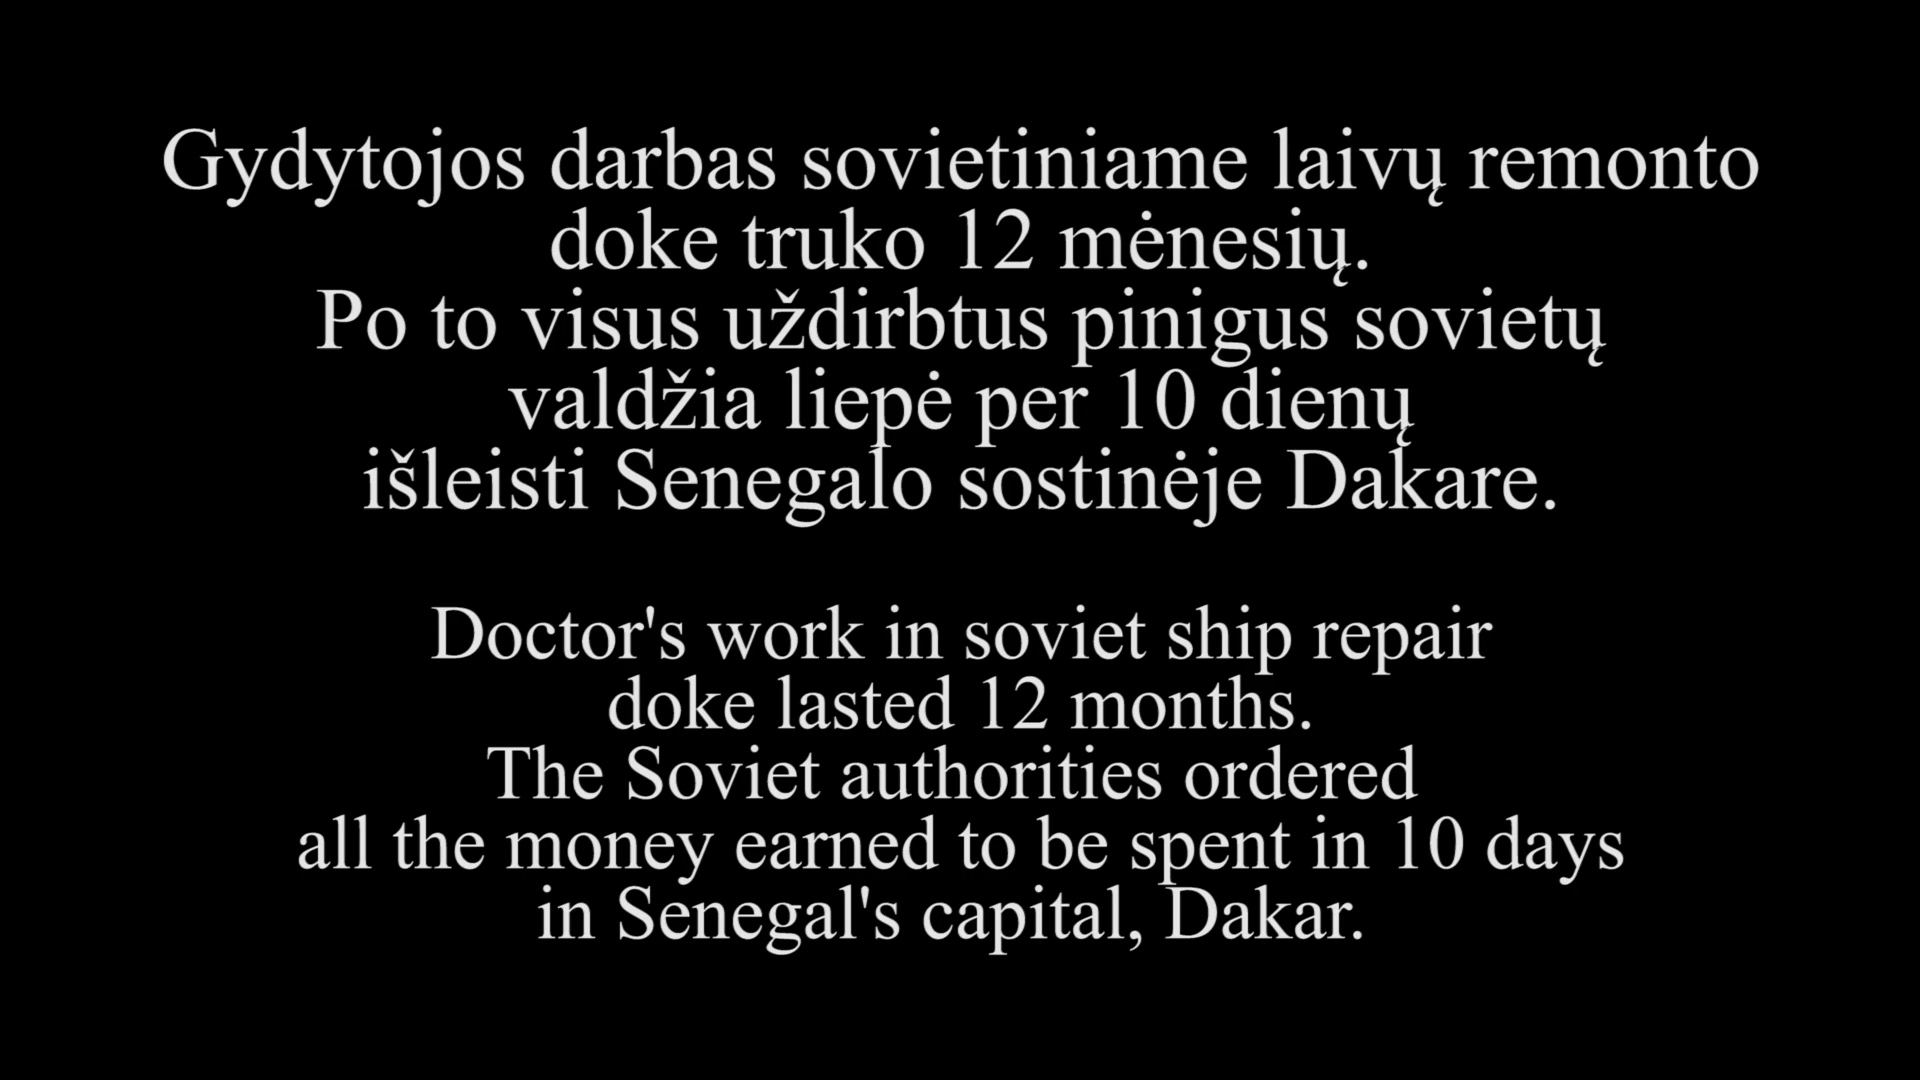 Gydytojos darbas sovietiniame laivų remonto
doke truko 12 mėnesių.
Po to visus uždirbtus pinigus sovietų
valdžia liepė per 10 dienų
išleisti Senegalo sostinėje Dakare.
Doctor's work in soviet ship repair
doke lasted 12 months.
The Soviet authorities ordered
all the money earned to be spent in 10 days
in Senegal's capital, Dakar.